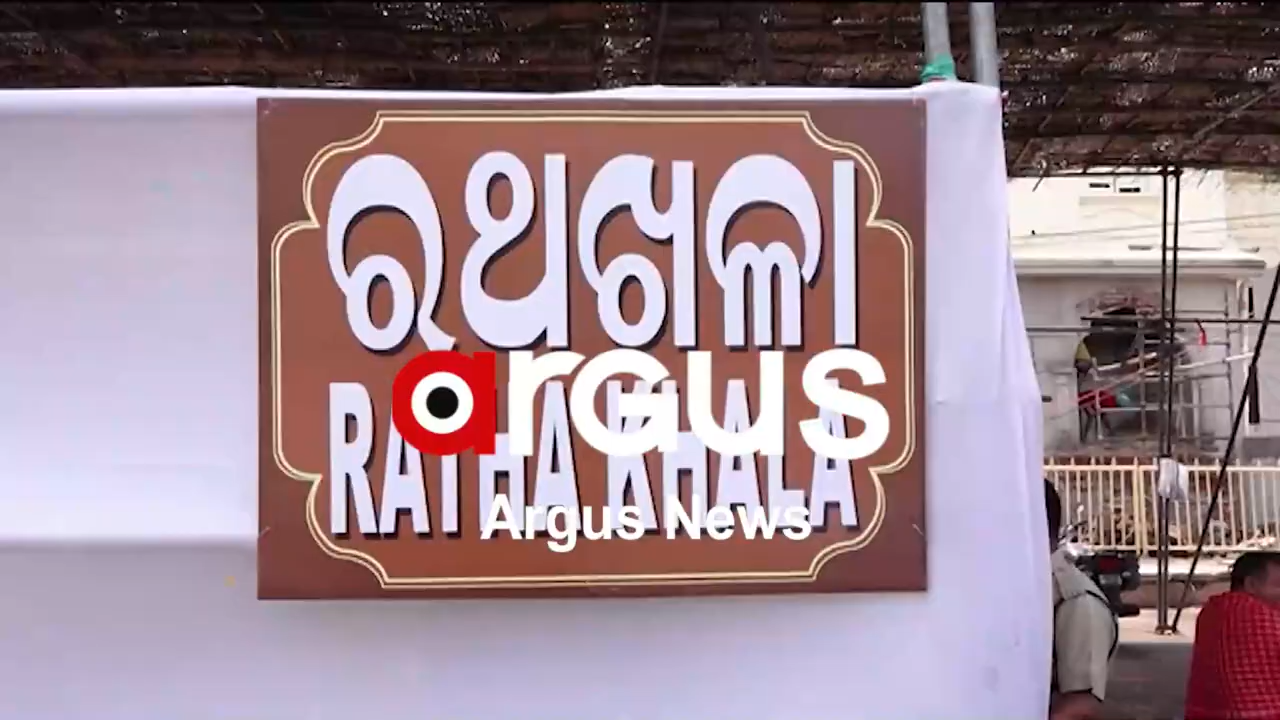 ରଥଖଳା
argus
RATHA KHALA
Argus News